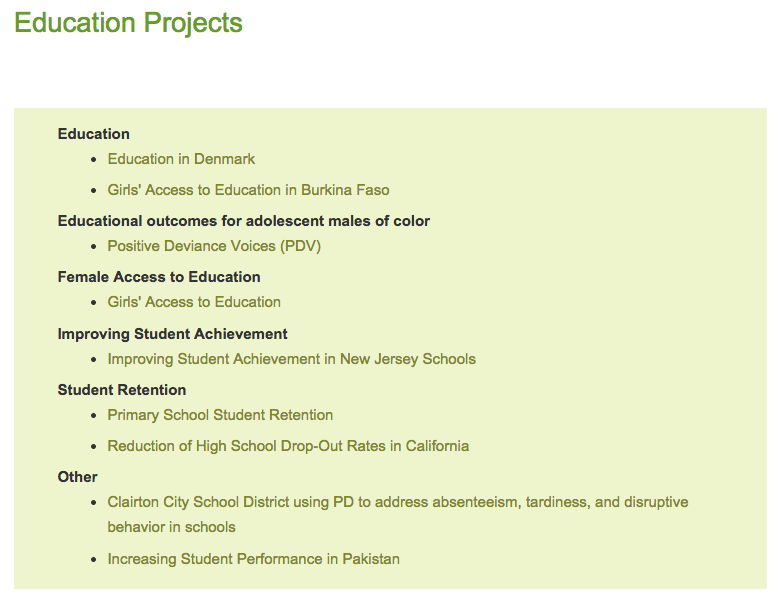 Education Projects
Education
Education in Denmark
Girls' Access to Education in Burkina Faso
Educational outcomes for adolescent males of color
Positive Deviance Voices (PDV)
Female Access to Education
Girls' Access to Education
Improving Student Achievement
Improving Student Achievement in New Jersey Schools
Student Retention
Primary School Student Retention
Reduction of High School Drop-Out Rates in California
Other
Clairton City School District using PD to address absenteeism, tardiness, and disruptive
behavior in schools
Increasing Student Performance in Pakistan